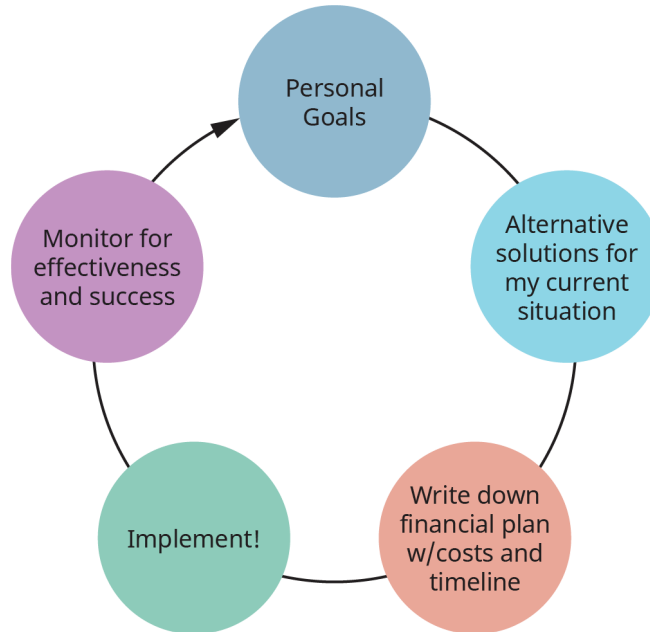 Personal
Goals
Alternative
solutions for
my current
situation
Write down
financial plan
w/costs and
timeline
Implement!
Monitor for
effectiveness
and success